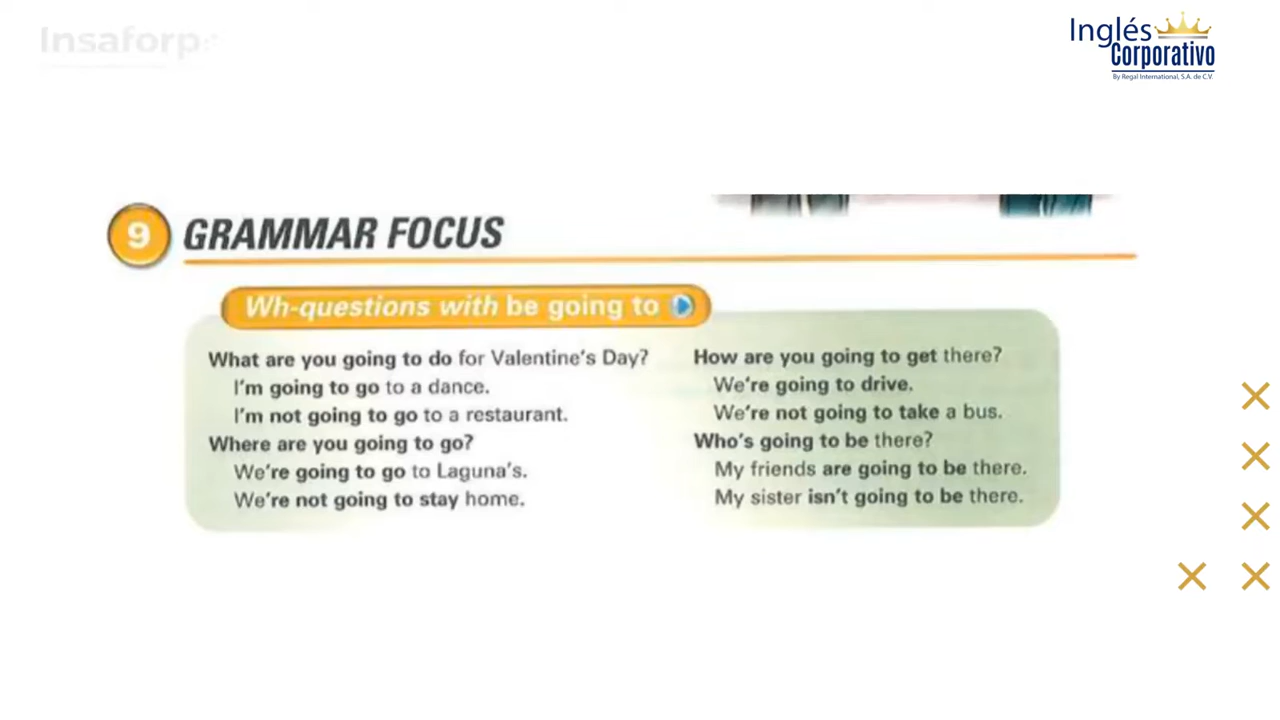 Insaforp
Inglés
Corporativo
By Regal International, S.A. de C.V.
9 GRAMMAR FOCUS
Wh-questions with be going to
What are you going to do for Valentine's Day?
I'm going to go to a dance.
I'm not going to go to a restaurant.
Where are you going to go?
We're going to go to Laguna's.
We're not going to stay home.
How are you going to get there?
We're going to drive.
We're not going to take a bus.
Who's going to be there?
My friends are going to be there.
My sister isn't going to be there.